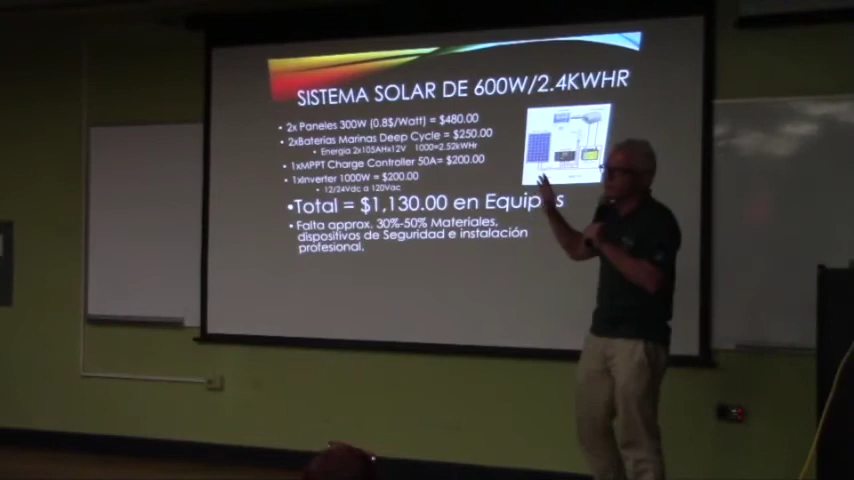 SISTEMA SOLAR DE 600W/2.4KWHR
• 2x Paneles 300W (0.8$/Watt) = $480.00
• 2xBaterías Marinas Deep Cycle = $250.00
• Energia 2x105AHx12V 1000=2.52kWHr
• 1xMPPT Charge Controller 50A= $200.00
• 1xInverter 1000W = $200.00
• 12/24Vdc a 120Vac
•Total = $1,130.00 en Equipos
• Falta approx. 30%-50% Materiales,
dispositivos de Seguridad e instalación
profesional.